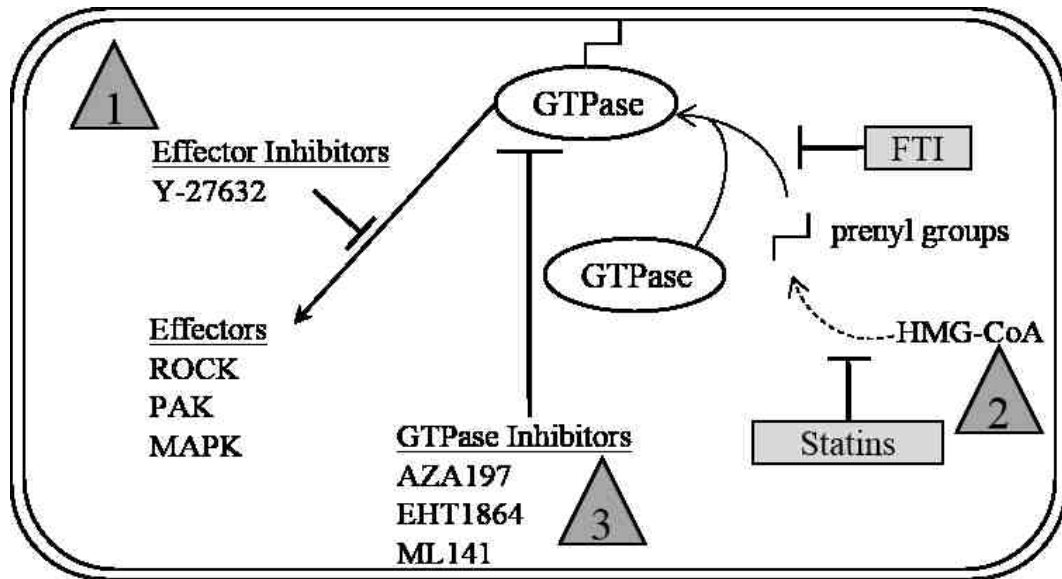 1
GTPase
Effector Inhibitors
Y-27632
FTI
prenyl groups
GTPase
HMG-CoA
Effectors
ROCK
PAK
MAPK
2
Statins
GTPase Inhibitors
AZA197
EHT1864
ML141
3